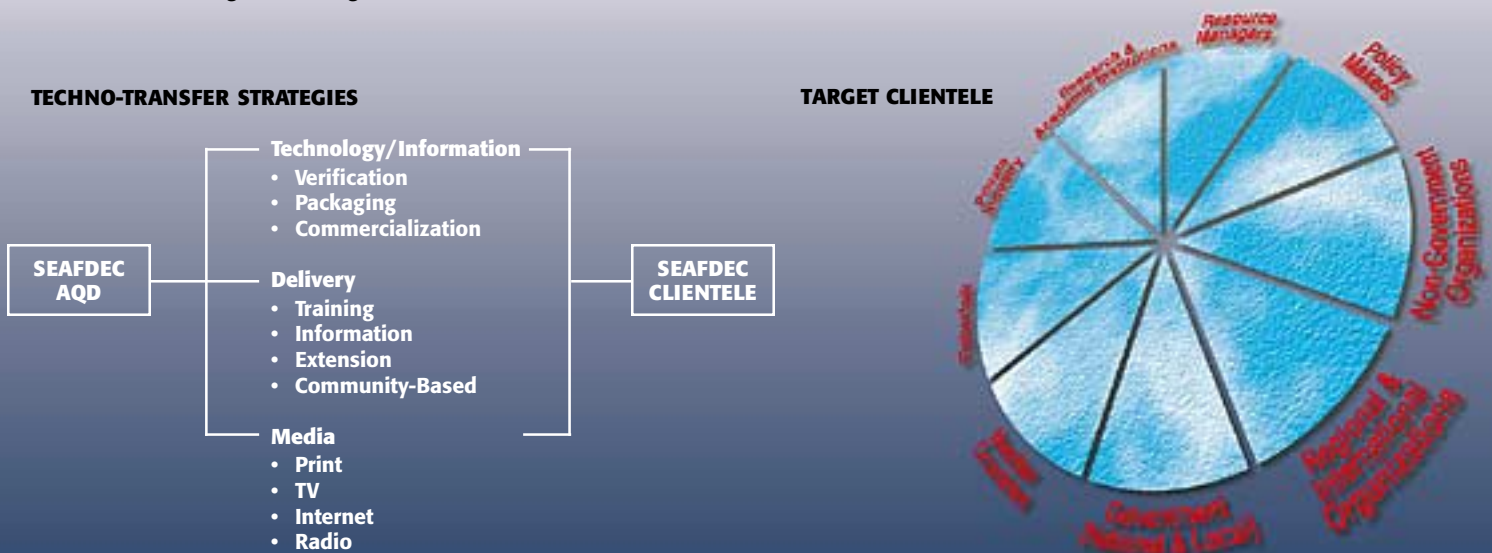 TECHNO-TRANSFER STRATEGIES
SEAFDEC
AQD
Technology/Information
• Verification
• Packaging
• Commercialization
Delivery
• Training
• Information
• Extension
• Community-Based
Media
• Print
• TV
• Internet
• Radio
SEAFDEC
CLIENTELE
TARGET CLIENTELE
Resource
Managers
Policy
Makers
Non-Government
Organizations
Regional &
International
Organizations
Government
(National & Local)
Private
Research &
Academic Institutions